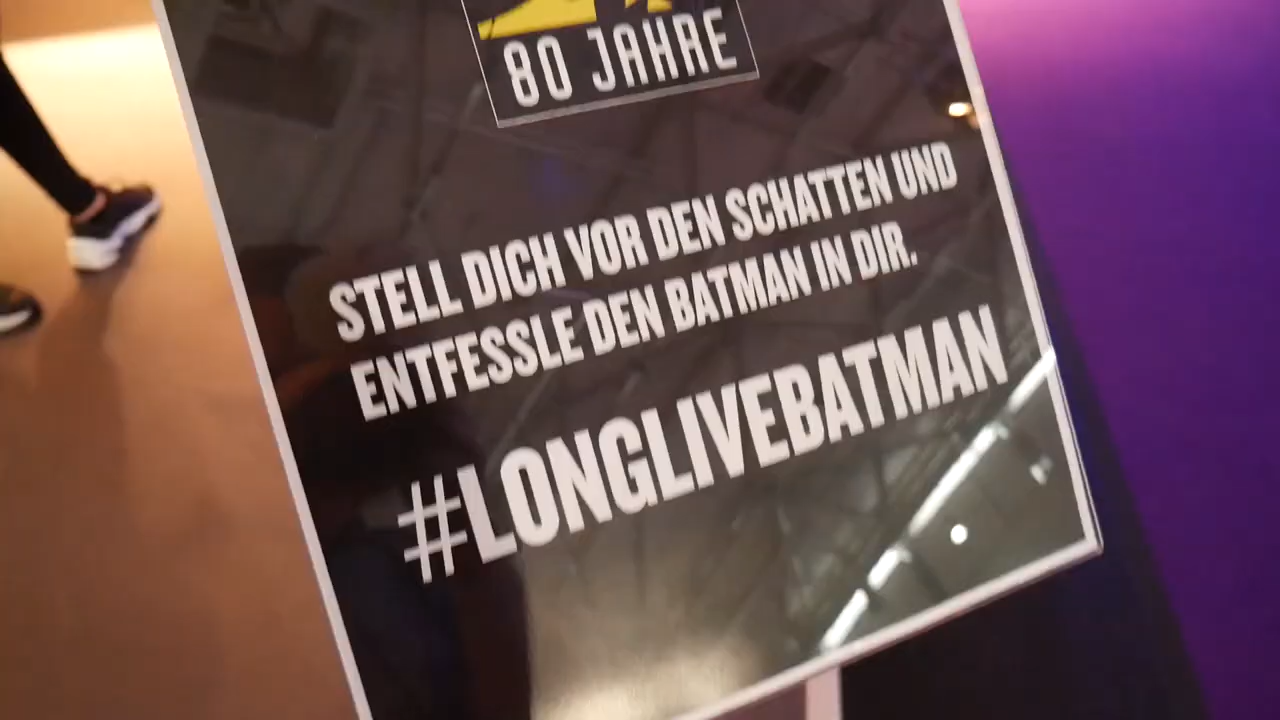 80 JAHRE
STELL DICH VOR DEN SCHATTEN UND
ENTFESSLE DEN BATMAN IN DIR.
#LONGLIVEBATMAN